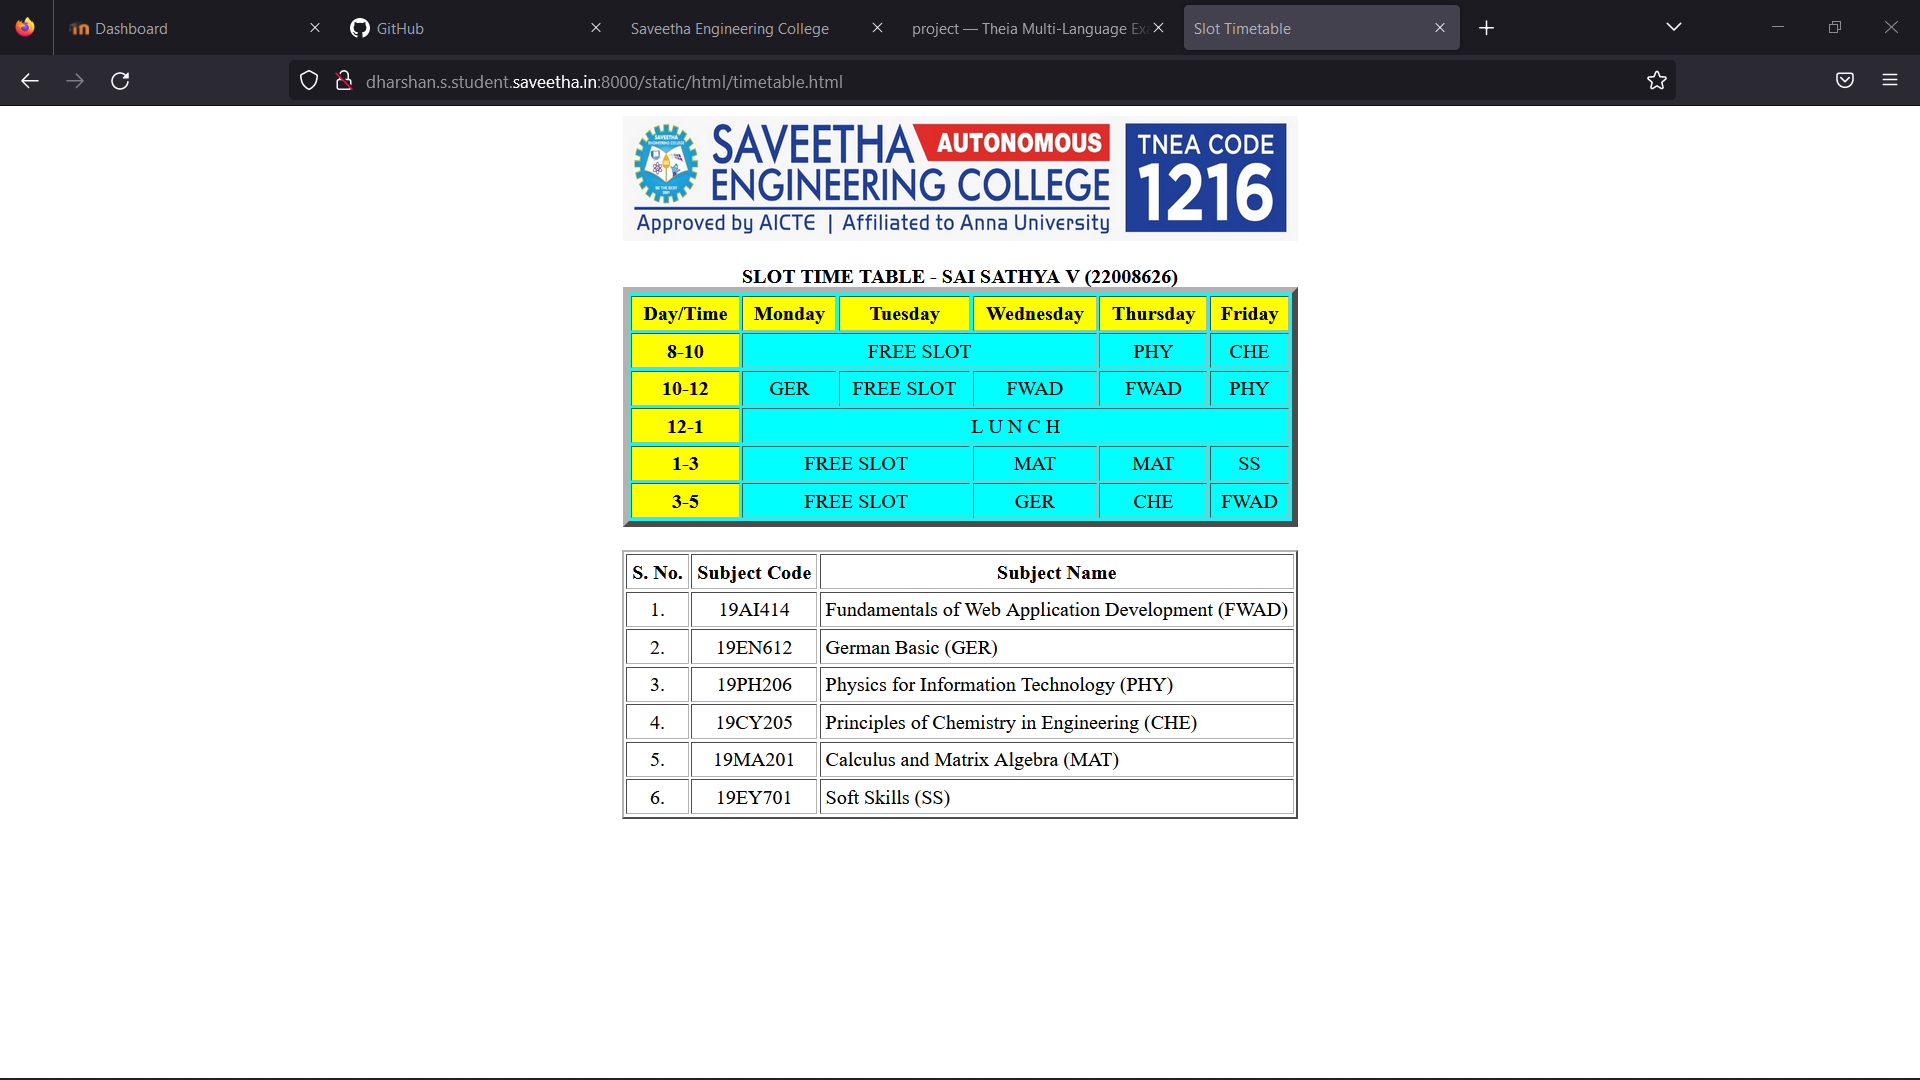 Dashboard
GitHub
Saveetha Engineering College
project — Theia Multi-Language Ex
Slot Timetable
dharshan.s.student.saveetha.in:8000/static/html/timetable.html
SAVEETHA AUTONOMOUS
ENGINEERING COLLEGE
Approved by AICTE | Affiliated to Anna University
TNEA CODE
1216
SAVEETHA
ENGINEERING COLLEGE
BE THE BEST
SLOT TIME TABLE - SAI SATHYA V (22008626)
Day/Time Monday Tuesday Wednesday Thursday Friday
8-10 FREE SLOT PHY CHE
10-12 GER FREE SLOT FWAD FWAD PHY
12-1 L U N C H
1-3 FREE SLOT MAT MAT SS
3-5 FREE SLOT GER CHE FWAD
S. No. Subject Code Subject Name
1. 19AI414 Fundamentals of Web Application Development (FWAD)
2. 19EN612 German Basic (GER)
3. 19PH206 Physics for Information Technology (PHY)
4. 19CY205 Principles of Chemistry in Engineering (CHE)
5. 19MA201 Calculus and Matrix Algebra (MAT)
6. 19EY701 Soft Skills (SS)